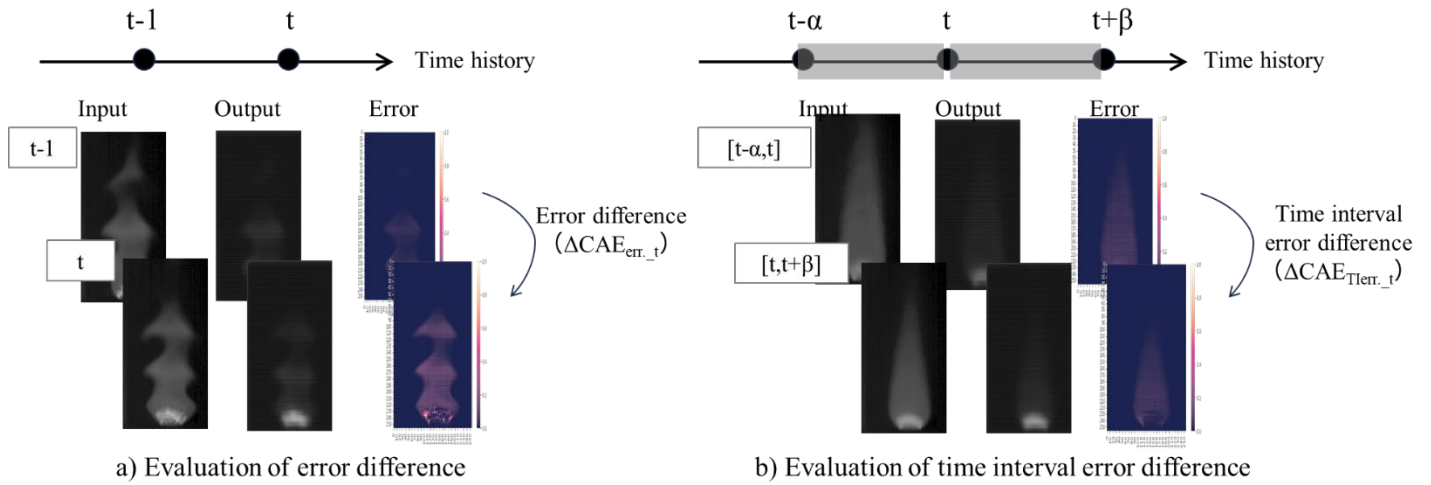 t-1
t
Time history
Input
Output
Error
t-1
t
Error difference
(ΔCAEerr._t)
a) Evaluation of error difference
t-α
t
t+β
Time history
Input
Output
Error
[t-α,t]
[t,t+β]
Time interval
error difference
(ΔCAETIerr._t)
b) Evaluation of time interval error difference